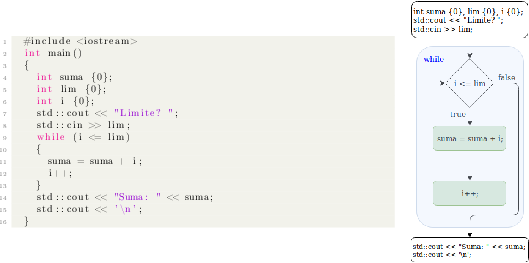 1 #include <iostream>
2 int main()
3 {
4 int suma {0};
5 int lim {0};
6 int i {0};
7 std::cout << "Limite? ";
8 std::cin >> lim;
9 while (i <= lim)
10 {
11 suma = suma + i;
12 i++;
13 }
14 std::cout << "Suma: " << suma;
15 std::cout << '\n';
16 }
int suma {0}, lim {0}, i {0};
std::cout << "Limite? ";
std::cin >> lim;
while
i <= lim
false
true
suma = suma + i;
i++;
std::cout << "Suma: " << suma;
std::cout << '\n';